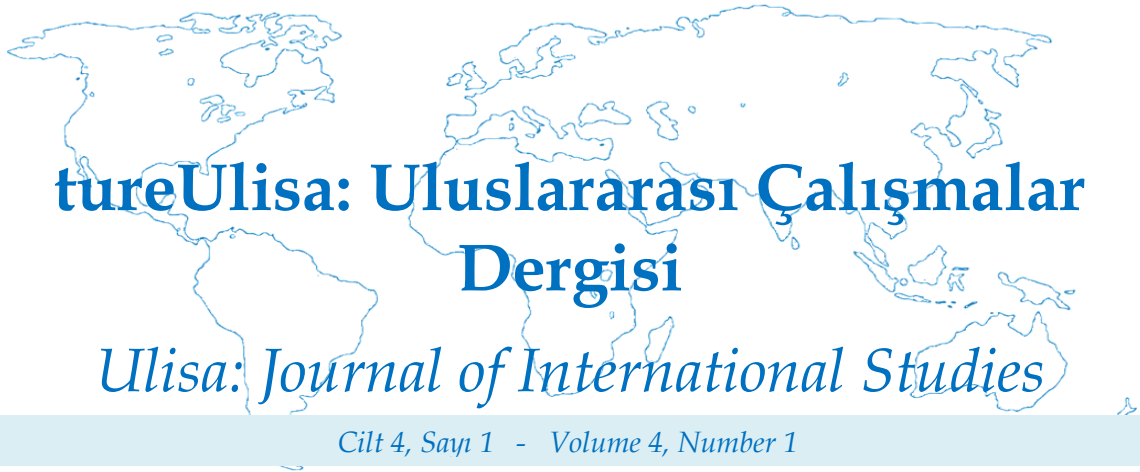 tureUlisa: Uluslararası Çalışmalar
Dergisi
Ulisa: Journal of International Studies
Cilt 4, Sayı 1 - Volume 4, Number 1